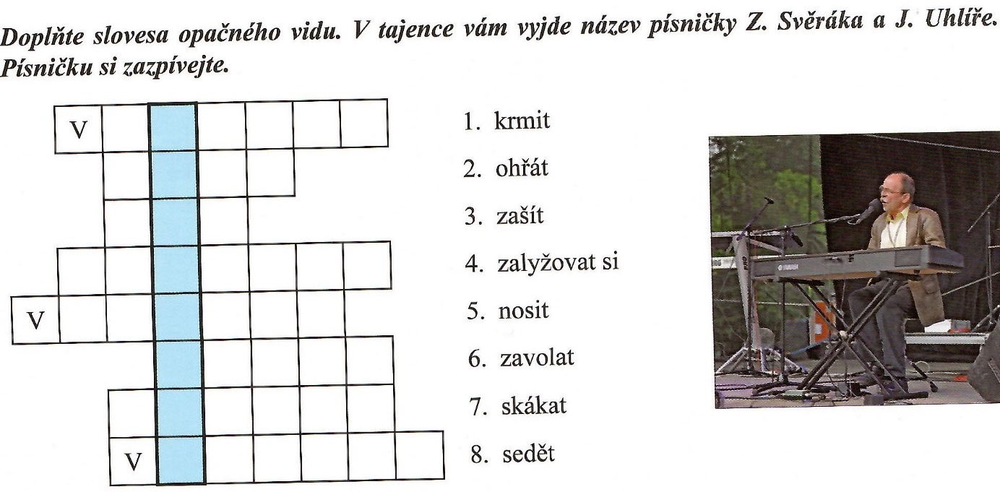 Doplňte slovesa opačného vidu. V tajence vám vyjde název písničky Z. Svěráka a J. Uhlíře.
Písničku si zazpívejte.
V
1. krmit
2. ohřát
3. zašít
4. zalyžovat si
V
5. nosit
6. zavolat
7. skákat
V
8. sedět
YAMAHA